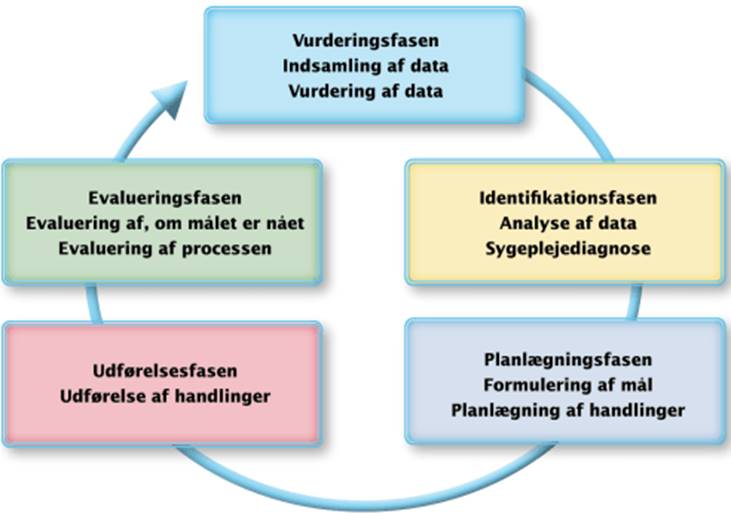 Vurderingsfasen
Indsamling af data
Vurdering af data
Identifikationsfasen
Analyse af data
Sygeplejediagnose
Planlægningsfasen
Formulering af mål
Planlægning af handlinger
Udførelsesfasen
Udførelse af handlinger
Evalueringsfasen
Evaluering af, om målet er nået
Evaluering af processen